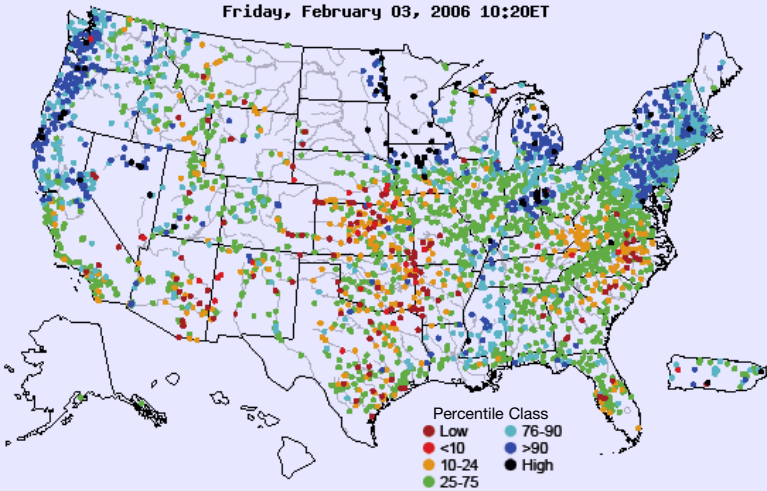 Friday, February 03, 2006 10:20ET
Percentile Class
Low
<10
10-24
25-75
76-90
>90
High